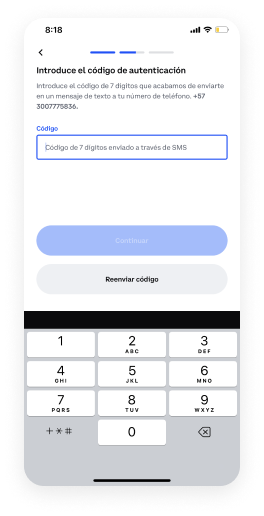 8:18
Introduce el código de autenticación
Introduce el código de 7 dígitos que acabamos de enviarte
en un mensaje de texto a tu número de teléfono. +57
3007775836.
Código
Código de 7 dígitos enviado a través de SMS
Continuar
Reenviar código
1
2
ABC
3
DEF
4
GHI
5
JKL
6
MNO
7
PQRS
8
TUV
9
WXYZ
+ * #
0